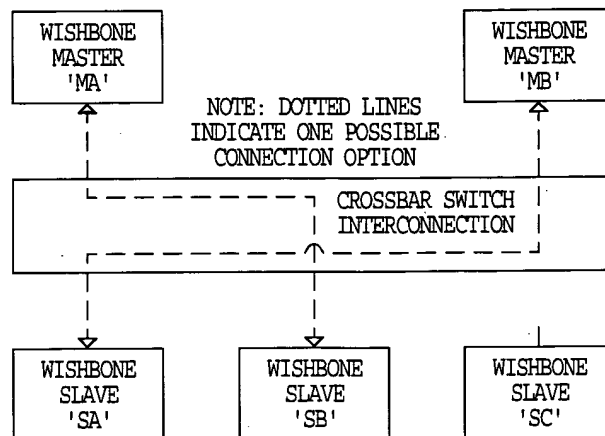 WISHBONE
MASTER
'MA'
WISHBONE
MASTER
'MB'
NOTE: DOTTED LINES
INDICATE ONE POSSIBLE
CONNECTION OPTION
CROSSBAR SWITCH
INTERCONNECTION
WISHBONE
SLAVE
'SA'
WISHBONE
SLAVE
'SB'
WISHBONE
SLAVE
'SC'